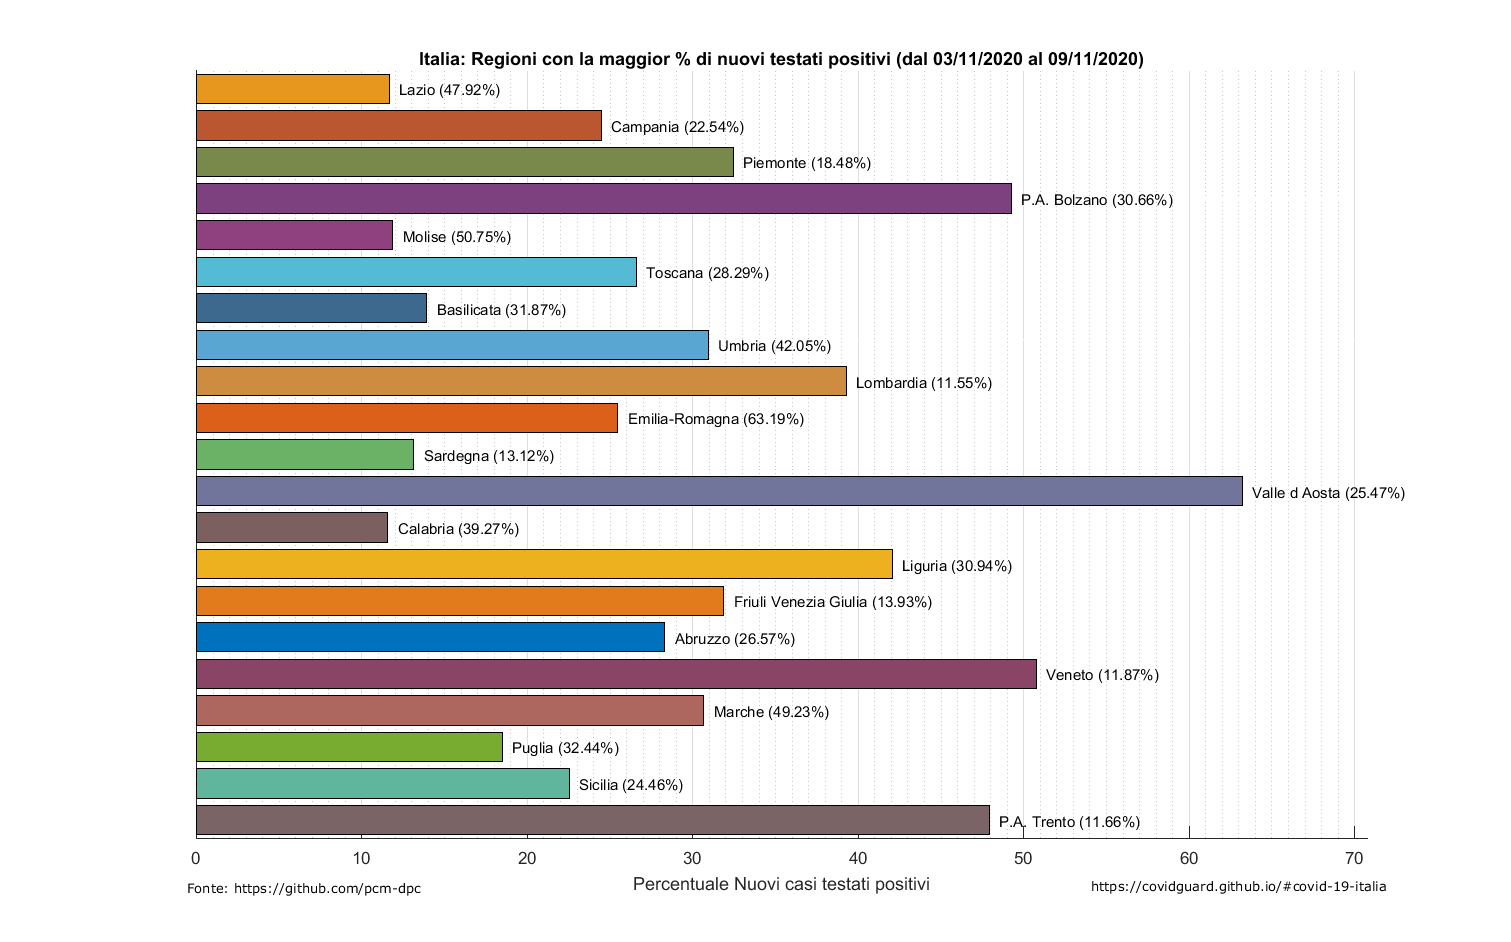 Italia: Regioni con la maggior % di nuovi testati positivi (dal 03/11/2020 al 09/11/2020)
Lazio (47.92%)
Campania (22.54%)
Piemonte (18.48%)
P.A. Bolzano (30.66%)
Molise (50.75%)
Toscana (28.29%)
Basilicata (31.87%)
Umbria (42.05%)
Lombardia (11.55%)
Emilia-Romagna (63.19%)
Sardegna (13.12%)
Valle d Aosta (25.47%)
Calabria (39.27%)
Liguria (30.94%)
Friuli Venezia Giulia (13.93%)
Abruzzo (26.57%)
Veneto (11.87%)
Marche (49.23%)
Puglia (32.44%)
Sicilia (24.46%)
P.A. Trento (11.66%)
0 10 20 30 40 50 60 70
Percentuale Nuovi casi testati positivi
Fonte: https://github.com/pcm-dpc
https://covidguard.github.io/#covid-19-italia